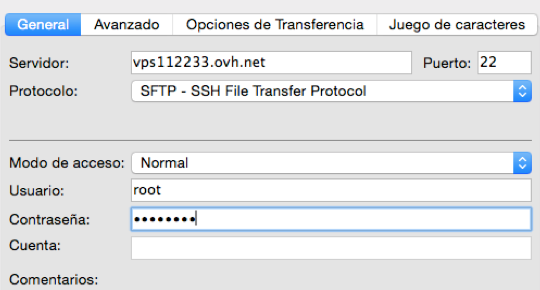 General Avanzado Opciones de Transferencia Juego de caracteres
Servidor: vps112233.ovh.net Puerto: 22
Protocolo: SFTP - SSH File Transfer Protocol
Modo de acceso: Normal
Usuario: root
Contraseña: ••••••••
Cuenta:
Comentarios: